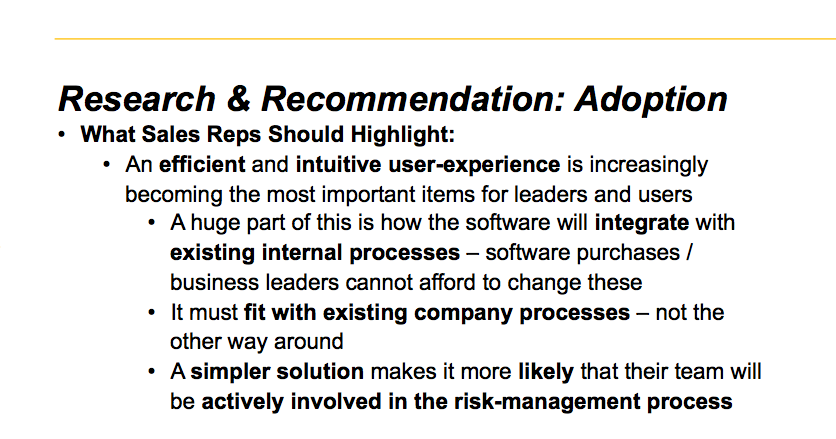 Research & Recommendation: Adoption
• What Sales Reps Should Highlight:
• An efficient and intuitive user-experience is increasingly
becoming the most important items for leaders and users
• A huge part of this is how the software will integrate with
existing internal processes – software purchases /
business leaders cannot afford to change these
• It must fit with existing company processes – not the
other way around
• A simpler solution makes it more likely that their team will
be actively involved in the risk-management process